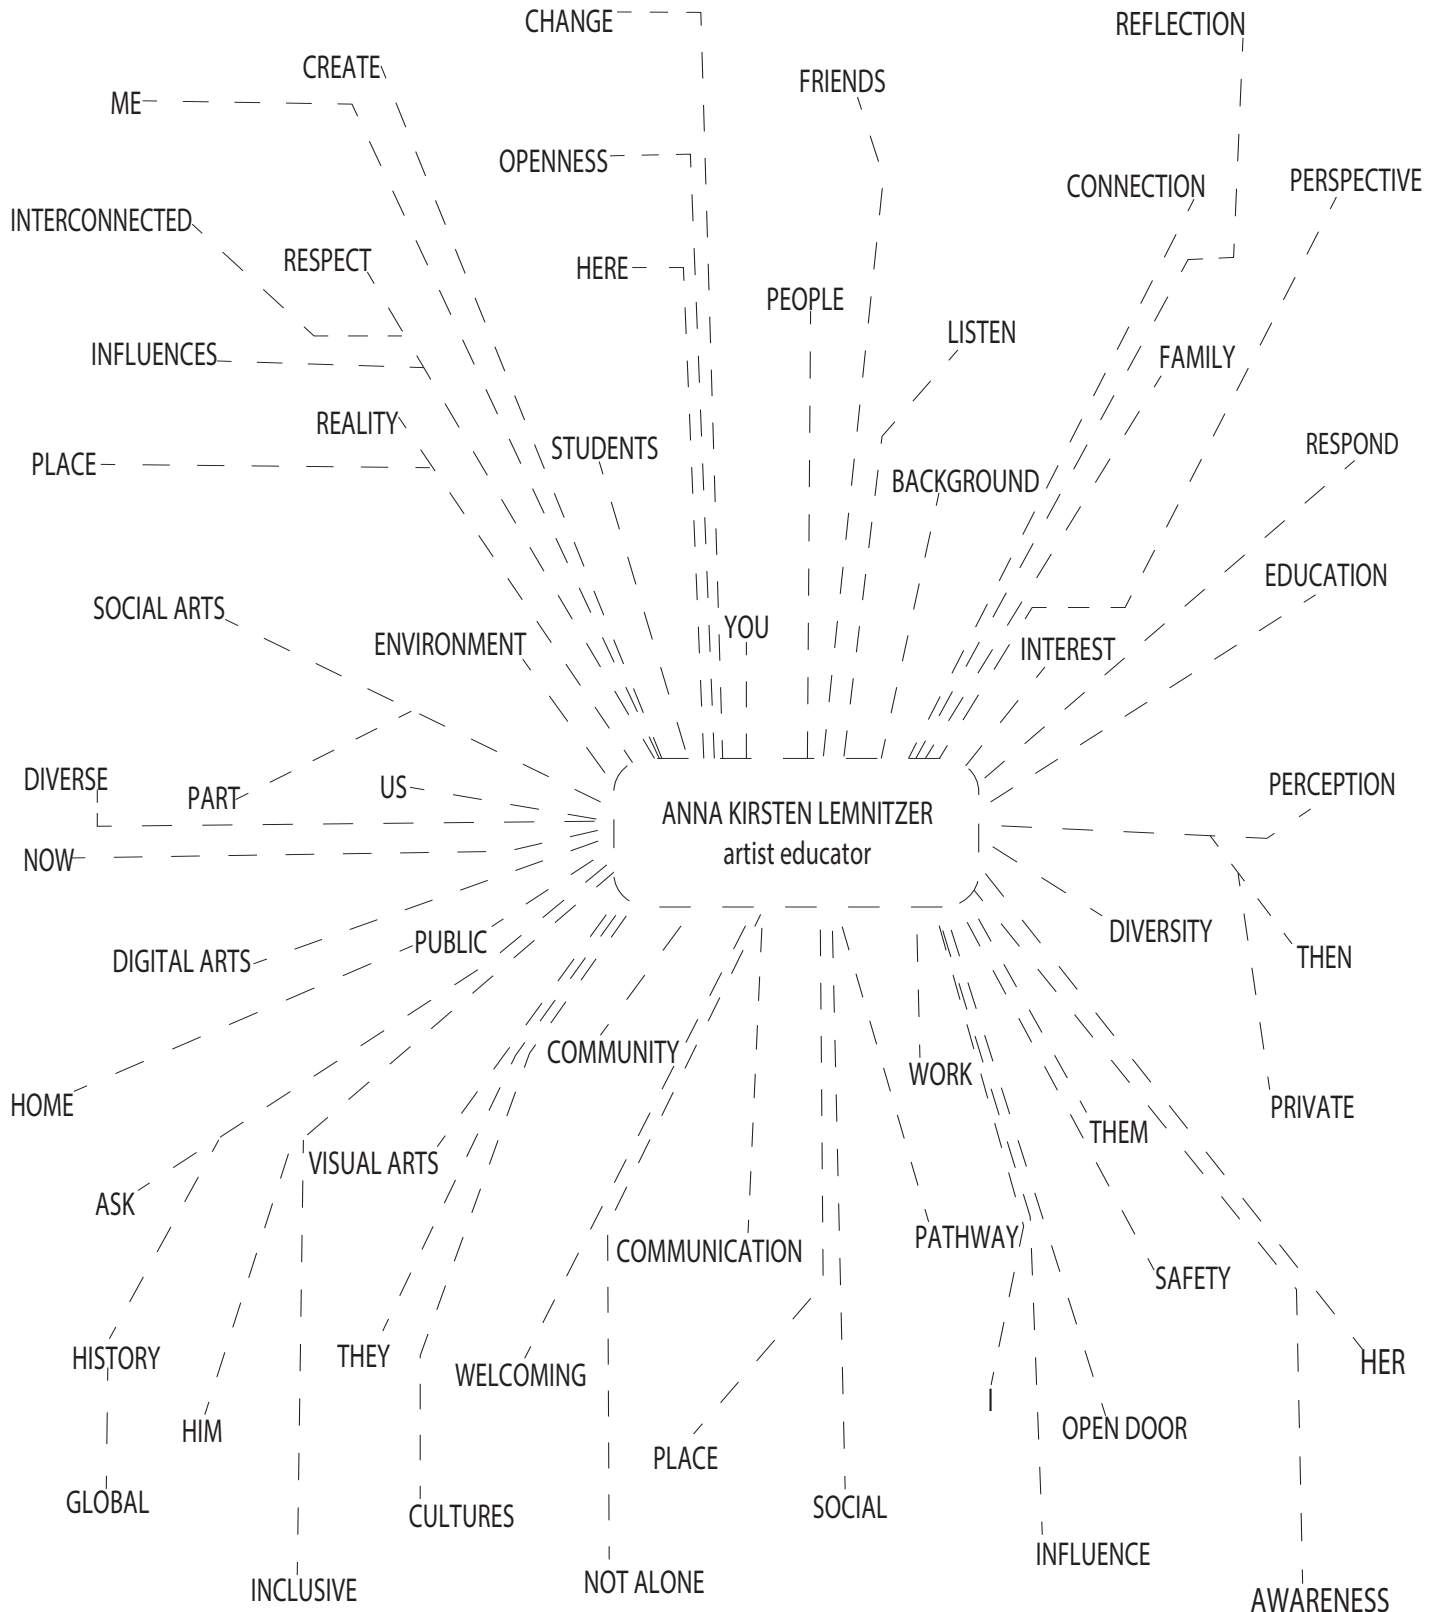 CHANGE
REFLECTION
CREATE
FRIENDS
ME
OPENNESS
CONNECTION
PERSPECTIVE
INTERCONNECTED
RESPECT
HERE
PEOPLE
LISTEN
INFLUENCES
FAMILY
REALITY
STUDENTS
RESPOND
PLACE
BACKGROUND
EDUCATION
SOCIAL ARTS
YOU
ENVIRONMENT
INTEREST
DIVERSE
PART
US
PERCEPTION
ANNA KIRSTEN LEMNITZER
artist educator
NOW
DIVERSITY
PUBLIC
THEN
DIGITAL ARTS
COMMUNITY
WORK
HOME
PRIVATE
THEM
VISUAL ARTS
ASK
PATHWAY
COMMUNICATION
SAFETY
HISTORY
THEY
HER
WELCOMING
I
HIM
OPEN DOOR
PLACE
GLOBAL
SOCIAL
CULTURES
INFLUENCE
NOT ALONE
INCLUSIVE
AWARENESS